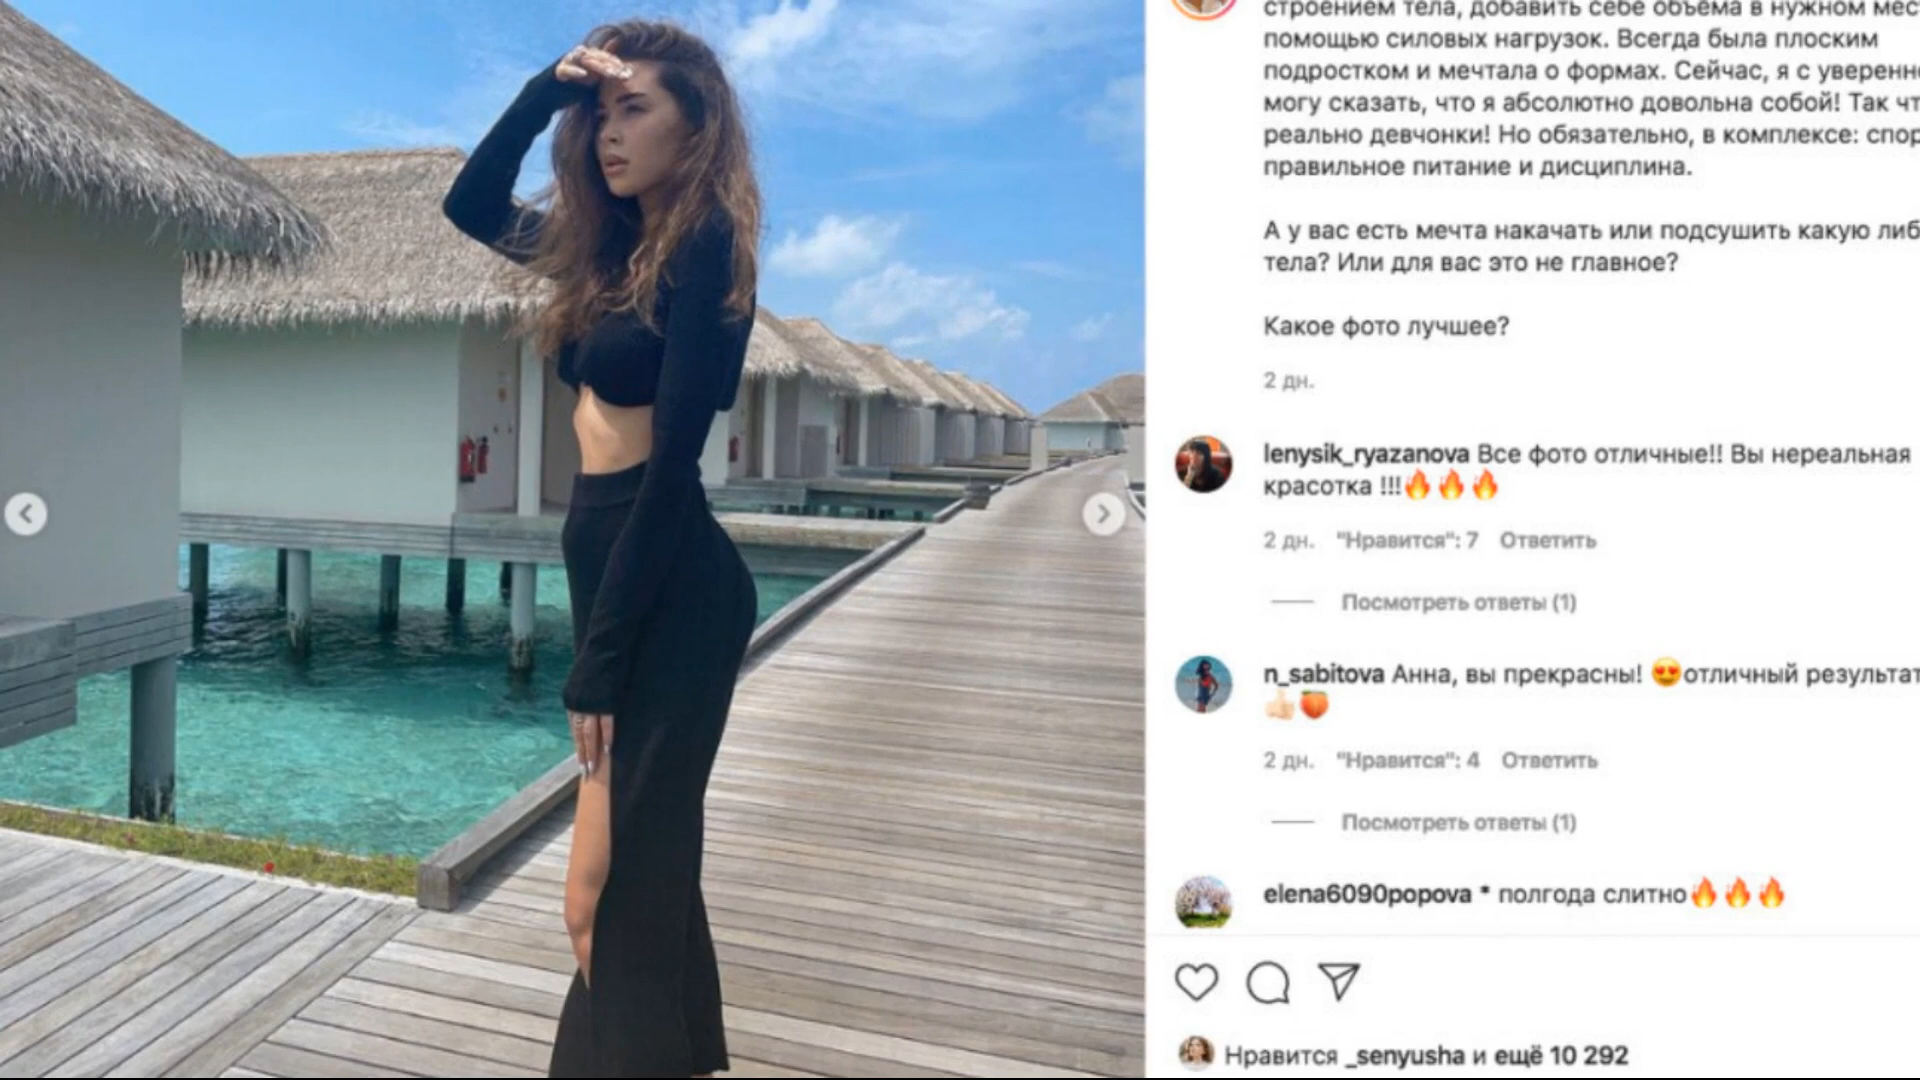 строением тела, добавить себе объёма в нужном мес
помощью силовых нагрузок. Всегда была плоским
подростком и мечтала о формах. Сейчас, я с уверенн
могу сказать, что я абсолютно довольна собой! Так чт
реально девчонки! Но обязательно, в комплексе: спор
правильное питание и дисциплина.
А у вас есть мечта накачать или подсушить какую либ
тела? Или для вас это не главное?
Какое фото лучшее?
2 дн.
lenysik_ryazanova Все фото отличные!! Вы нереальная
красотка !!!🔥🔥🔥
2 дн. "Нравится": 7 Ответить
Посмотреть ответы (1)
n_sabitova Анна, вы прекрасны! 😍отличный результат
👍🏻🍑
2 дн. "Нравится": 4 Ответить
Посмотреть ответы (1)
elena6090popova * полгода слитно🔥🔥🔥
Нравится _senyusha и ещё 10 292